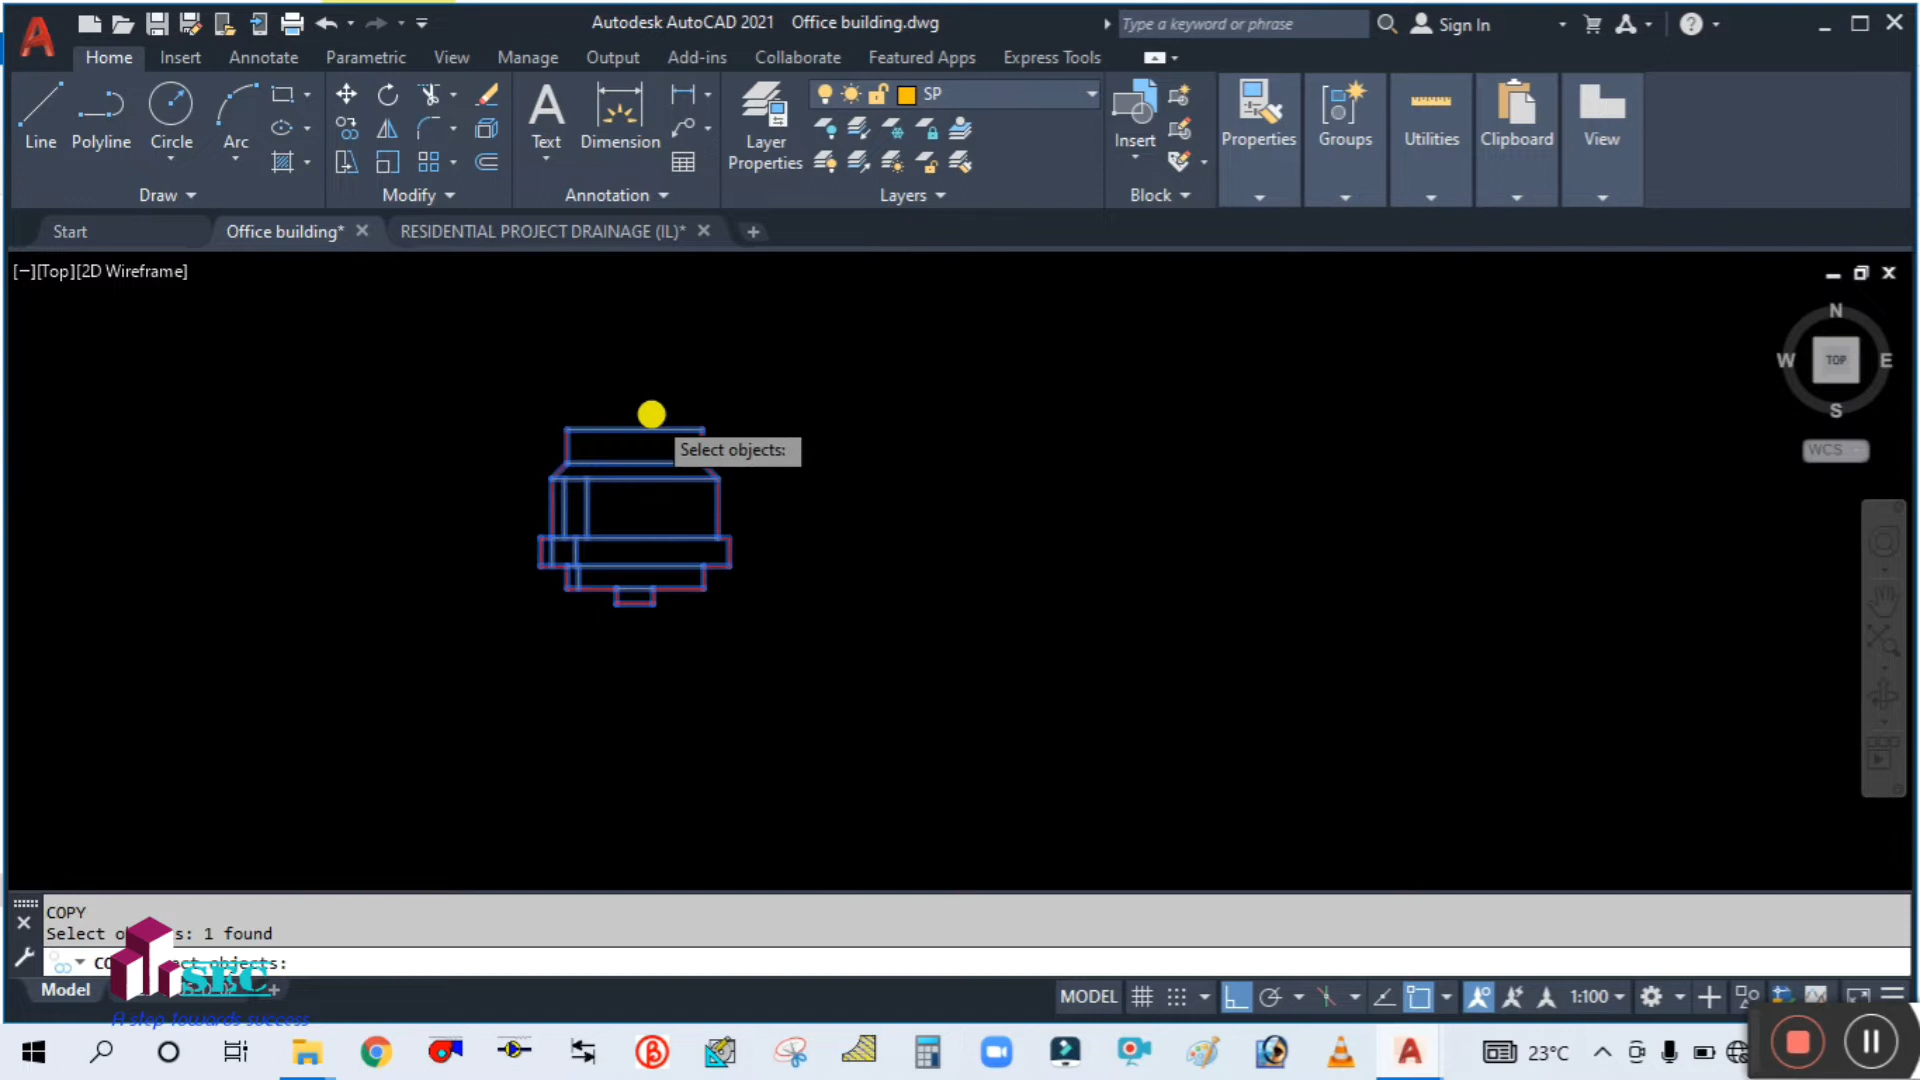 Autodesk AutoCAD 2021 Office building.dwg
Type a keyword or phrase
Sign In
Home Insert Annotate Parametric View Manage Output Add-ins Collaborate Featured Apps Express Tools
SP
Line Polyline Circle Arc
Text Dimension
Layer Properties
Insert
Properties Groups Utilities Clipboard View
Draw Modify Annotation Layers Block
Start Office building* RESIDENTIAL PROJECT DRAINAGE (IL)*
[−][Top][2D Wireframe]
N
W TOP E
S
WCS
Select objects:
COPY
Select s: 1 found
objects:
SRC
Model
MODEL 1:100
A step towards success
23°C